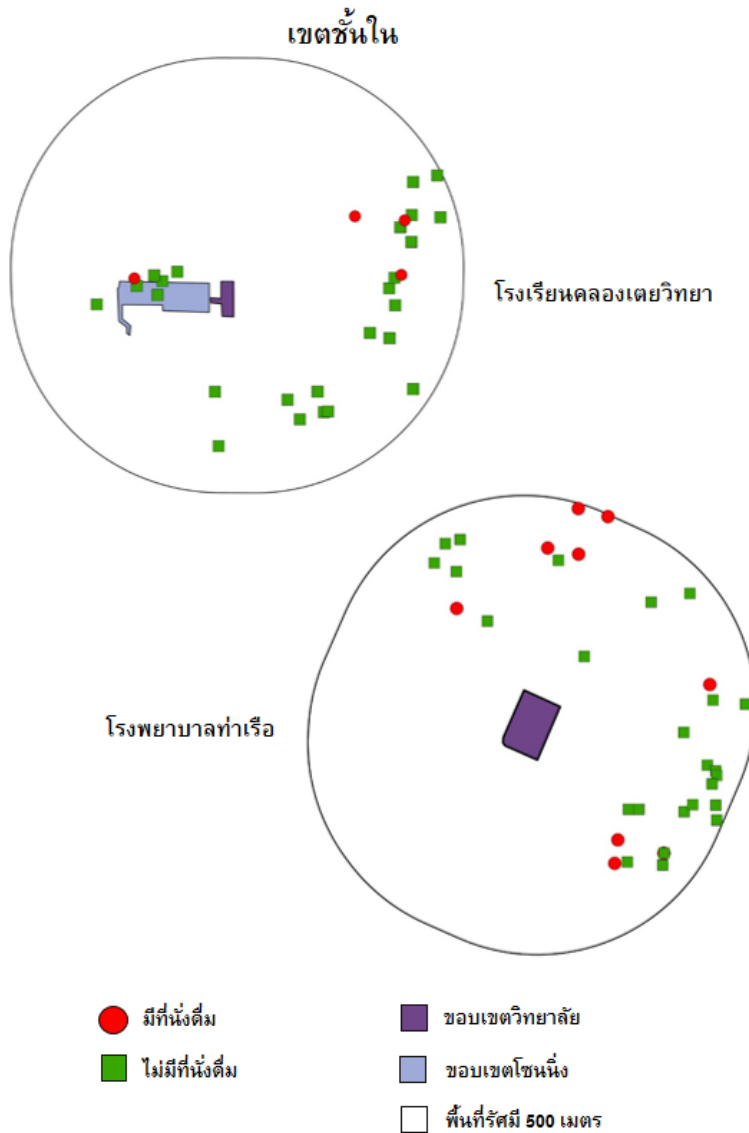 เขตชั้นใน
โรงเรียนคลองเตยวิทยา
โรงพยาบาลท่าเรือ
มีที่นั่งดื่ม
ไม่มีที่นั่งดื่ม
ขอบเขตวิทยาลัย
ขอบเขตโซนนิ่ง
พื้นที่รัศมี 500 เมตร